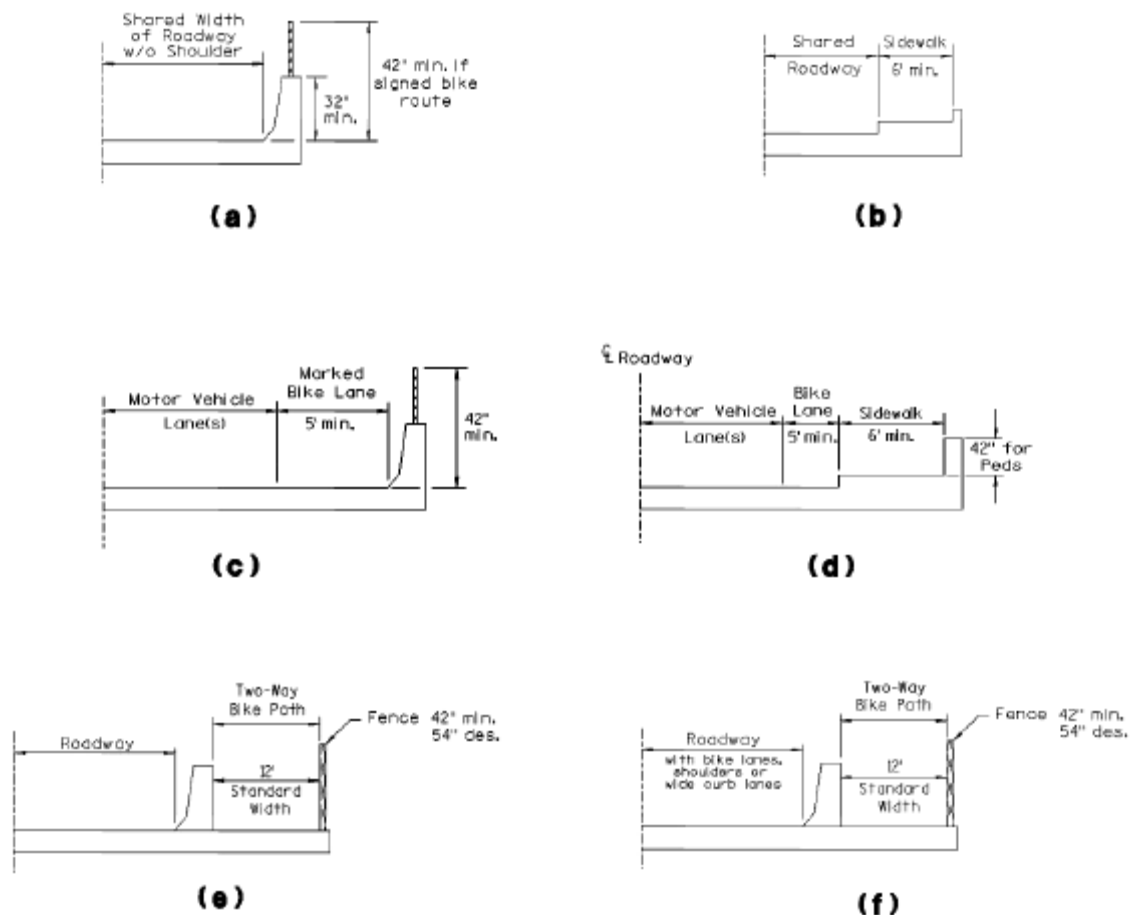 Shared Width
of Roadway
w/o Shoulder
32"
min.
42" min. if
signed bike
route
(a)
Shared
Roadway
Sidewalk
6' min.
(b)
Motor Vehicle
Lane(s)
Marked
Bike Lane
5' min.
42"
min.
(c)
℄ Roadway
Motor Vehicle
Lane(s)
Bike
Lane
5' min.
Sidewalk
6' min.
42" for
Peds
(d)
Roadway
Two-Way
Bike Path
12'
Standard
Width
Fence 42" min.
54" des.
(e)
Roadway
with bike lanes,
shoulders or
wide curb lanes
Two-Way
Bike Path
12'
Standard
Width
Fence 42" min.
54" des.
(f)